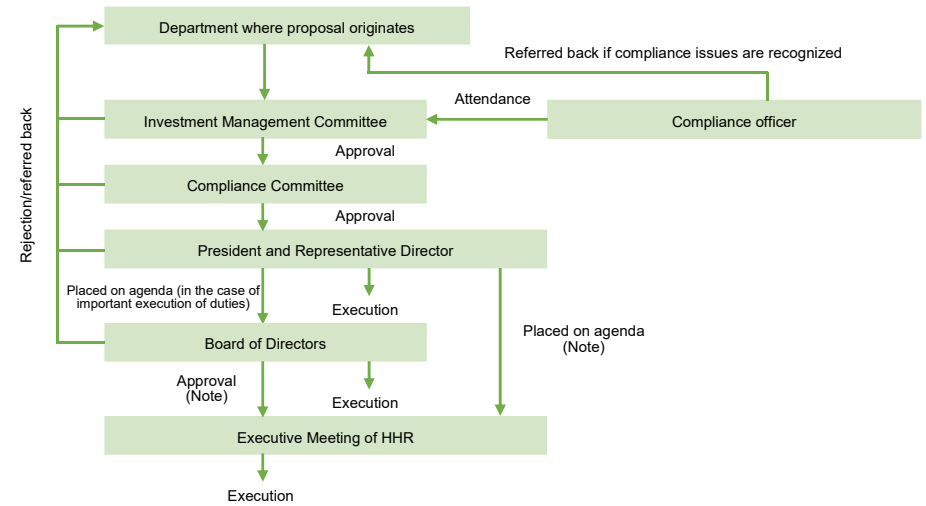 Department where proposal originates
Referred back if compliance issues are recognized
Attendance
Investment Management Committee
Compliance officer
Approval
Rejection/referred back
Compliance Committee
Approval
President and Representative Director
Placed on agenda (in the case of
important execution of duties)
Execution
Placed on agenda
(Note)
Board of Directors
Approval
(Note)
Execution
Executive Meeting of HHR
Execution